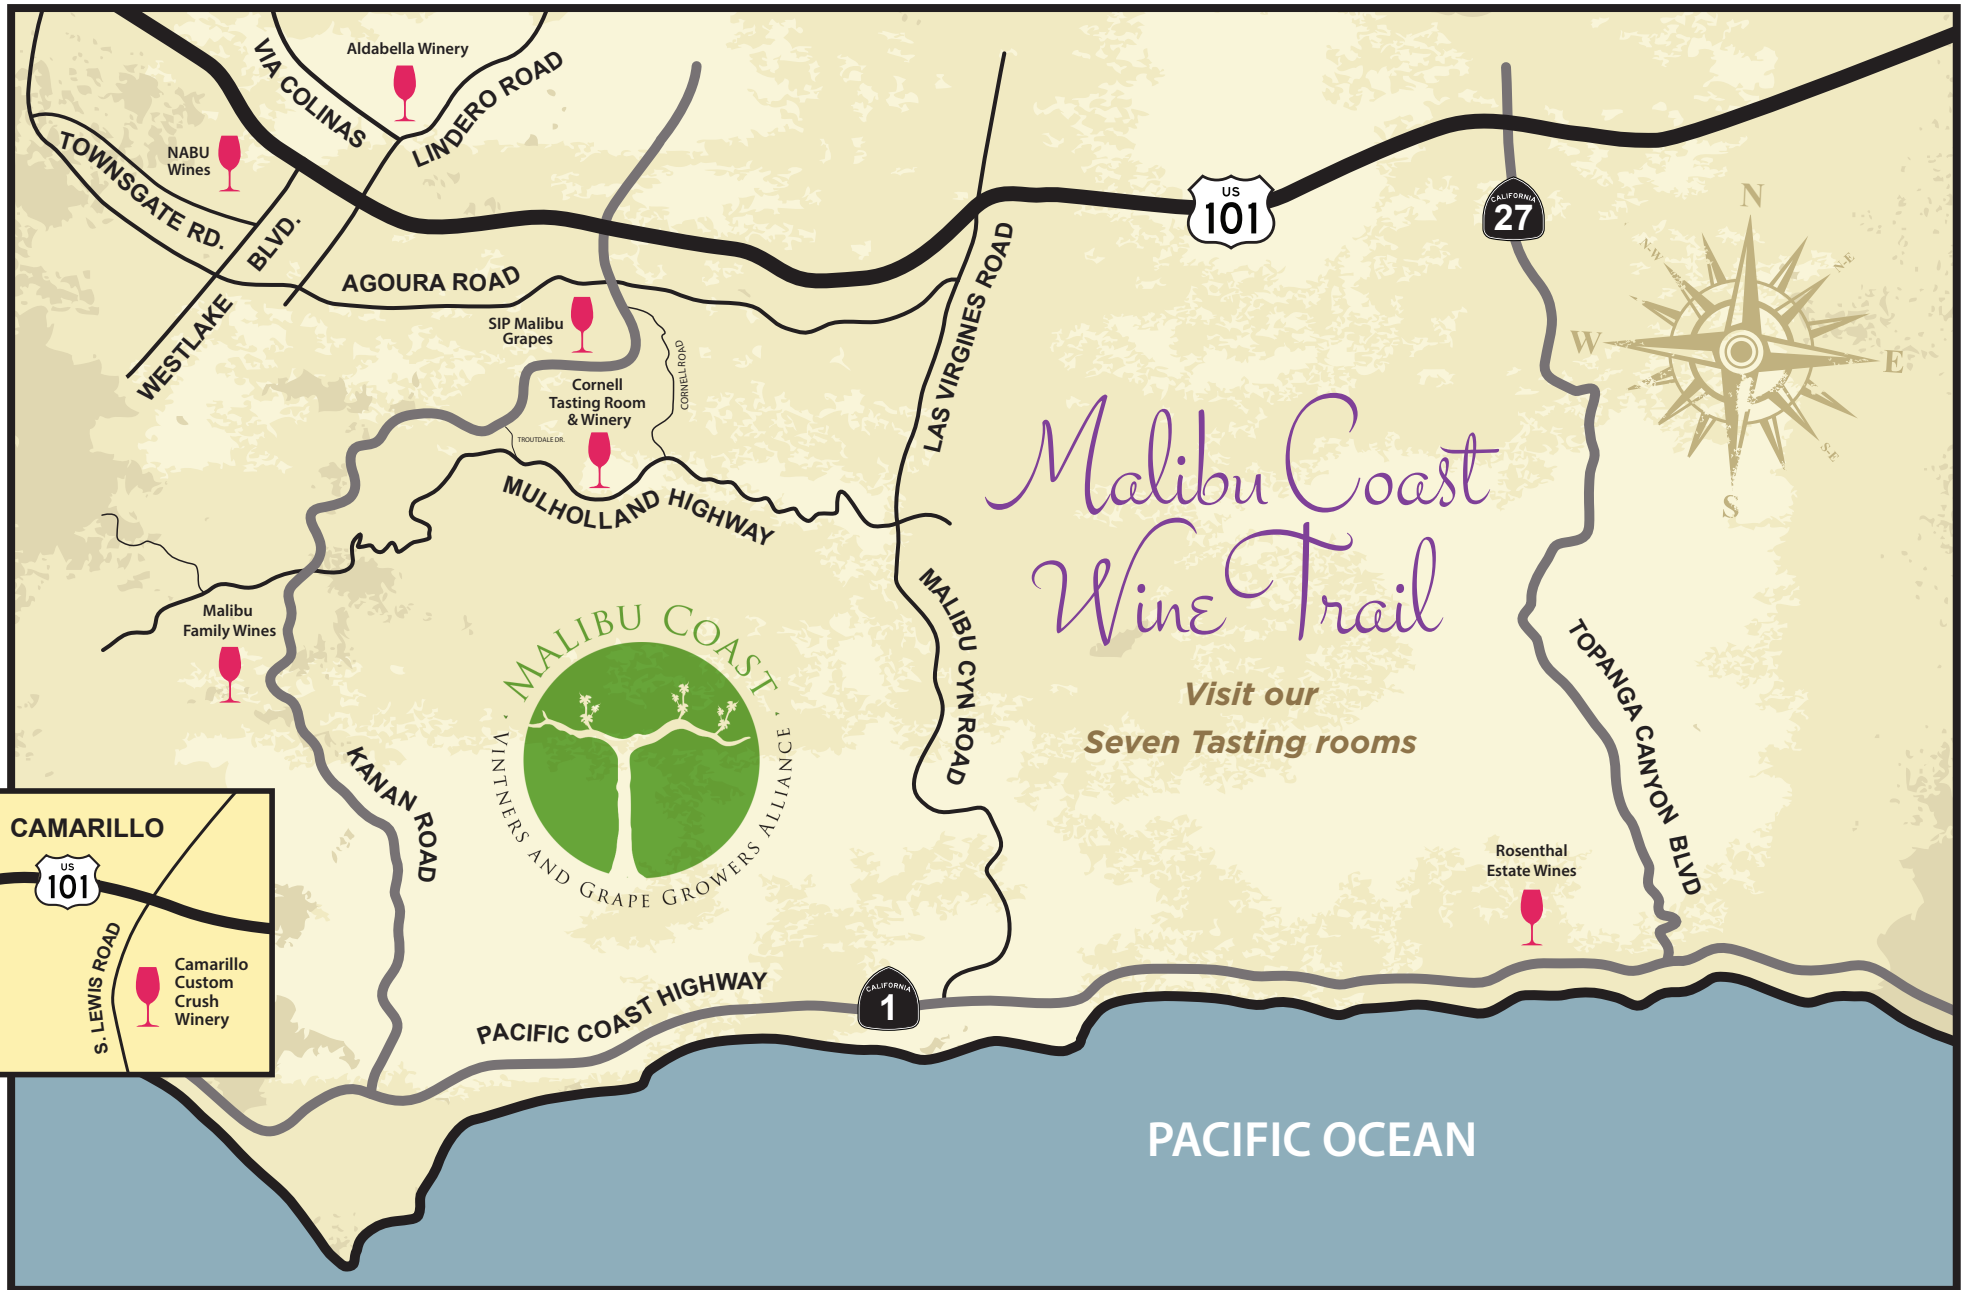 Aldabella Winery
VIA COLINAS
LINDERO ROAD
NABU
Wines
TOWNSGATE RD.
WESTLAKE BLVD.
AGOURA ROAD
SIP Malibu
Grapes
CORNELL ROAD
Cornell
Tasting Room
& Winery
TROUTDALE DR.
MULHOLLAND HIGHWAY
LAS VIRGINES ROAD
US
101
CALIFORNIA
27
N
N-W
N-E
W
E
S-E
S
Malibu Coast
Wine Trail
Visit our
Seven Tasting rooms
Malibu
Family Wines
MALIBU COAST
VINTNERS AND GRAPE GROWERS ALLIANCE
MALIBU CYN ROAD
TOPANGA CANYON BLVD
KANAN ROAD
Rosenthal
Estate Wines
CAMARILLO
US
101
S. LEWIS ROAD
Camarillo
Custom
Crush
Winery
PACIFIC COAST HIGHWAY
CALIFORNIA
1
PACIFIC OCEAN